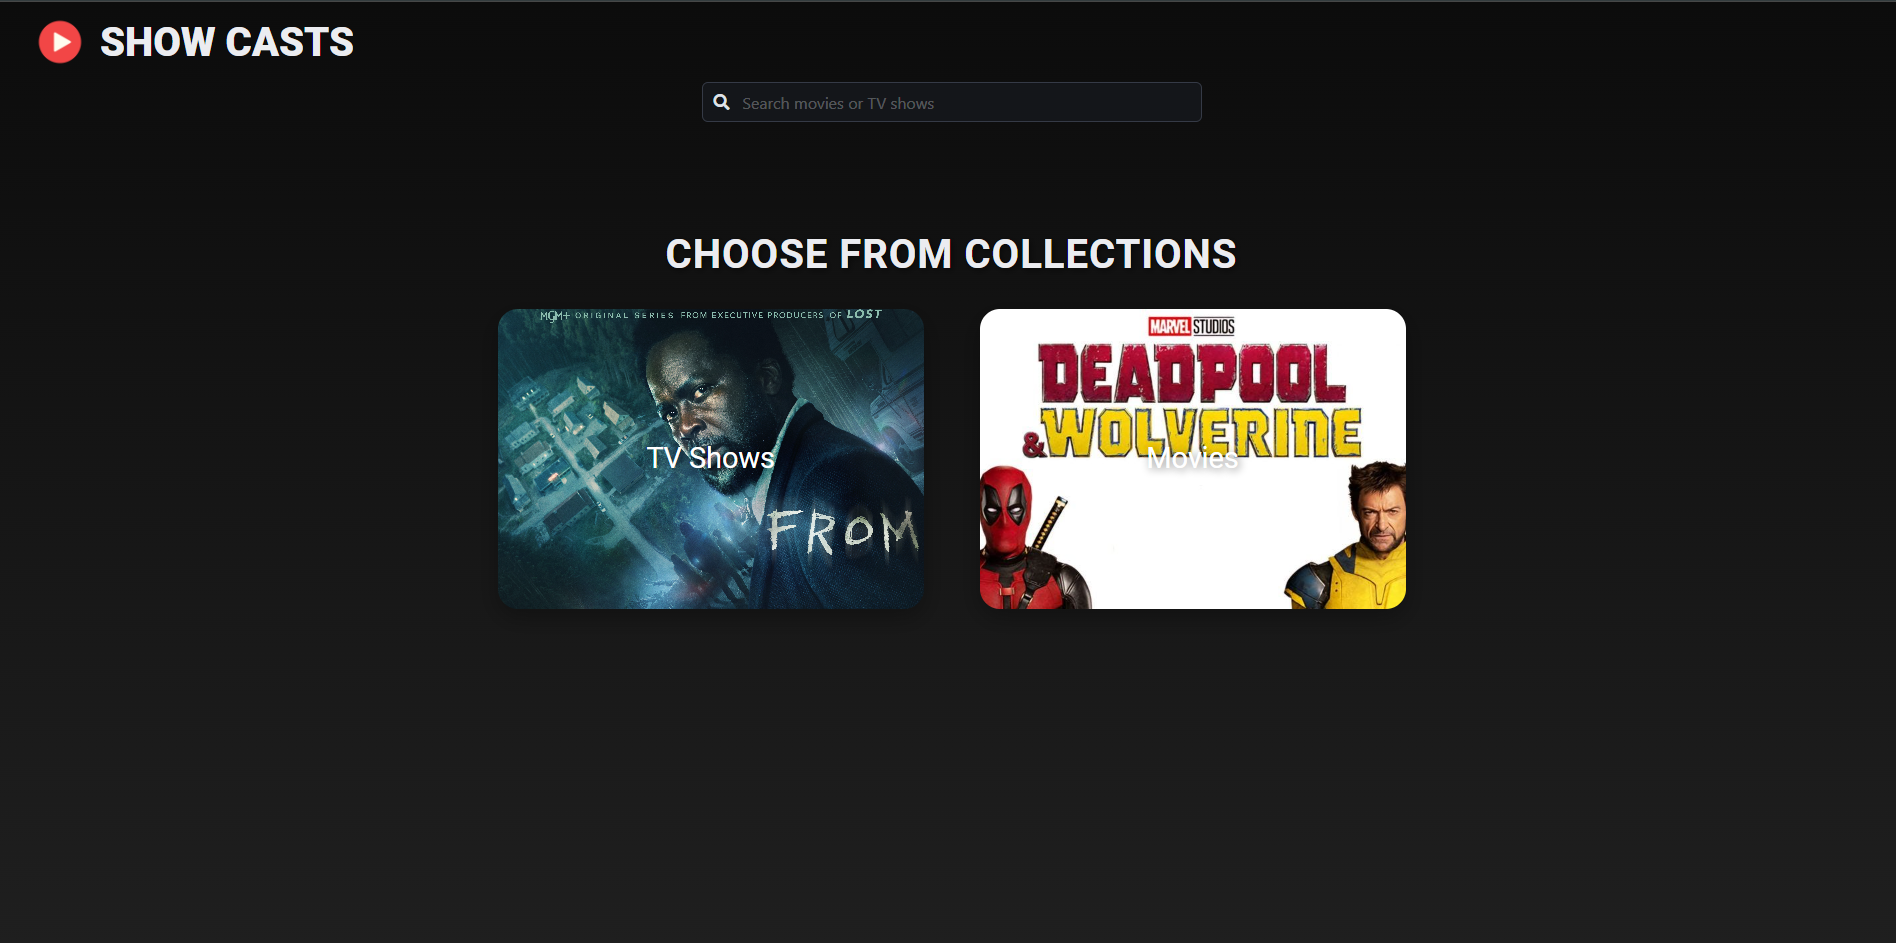 SHOW CASTS
Search movies or TV shows
CHOOSE FROM COLLECTIONS
MGM+ ORIGINAL SERIES FROM EXECUTIVE PRODUCERS OF LOST
TV Shows
FROM
MARVEL STUDIOS
DEADPOOL
&WOLVERINE
Movies